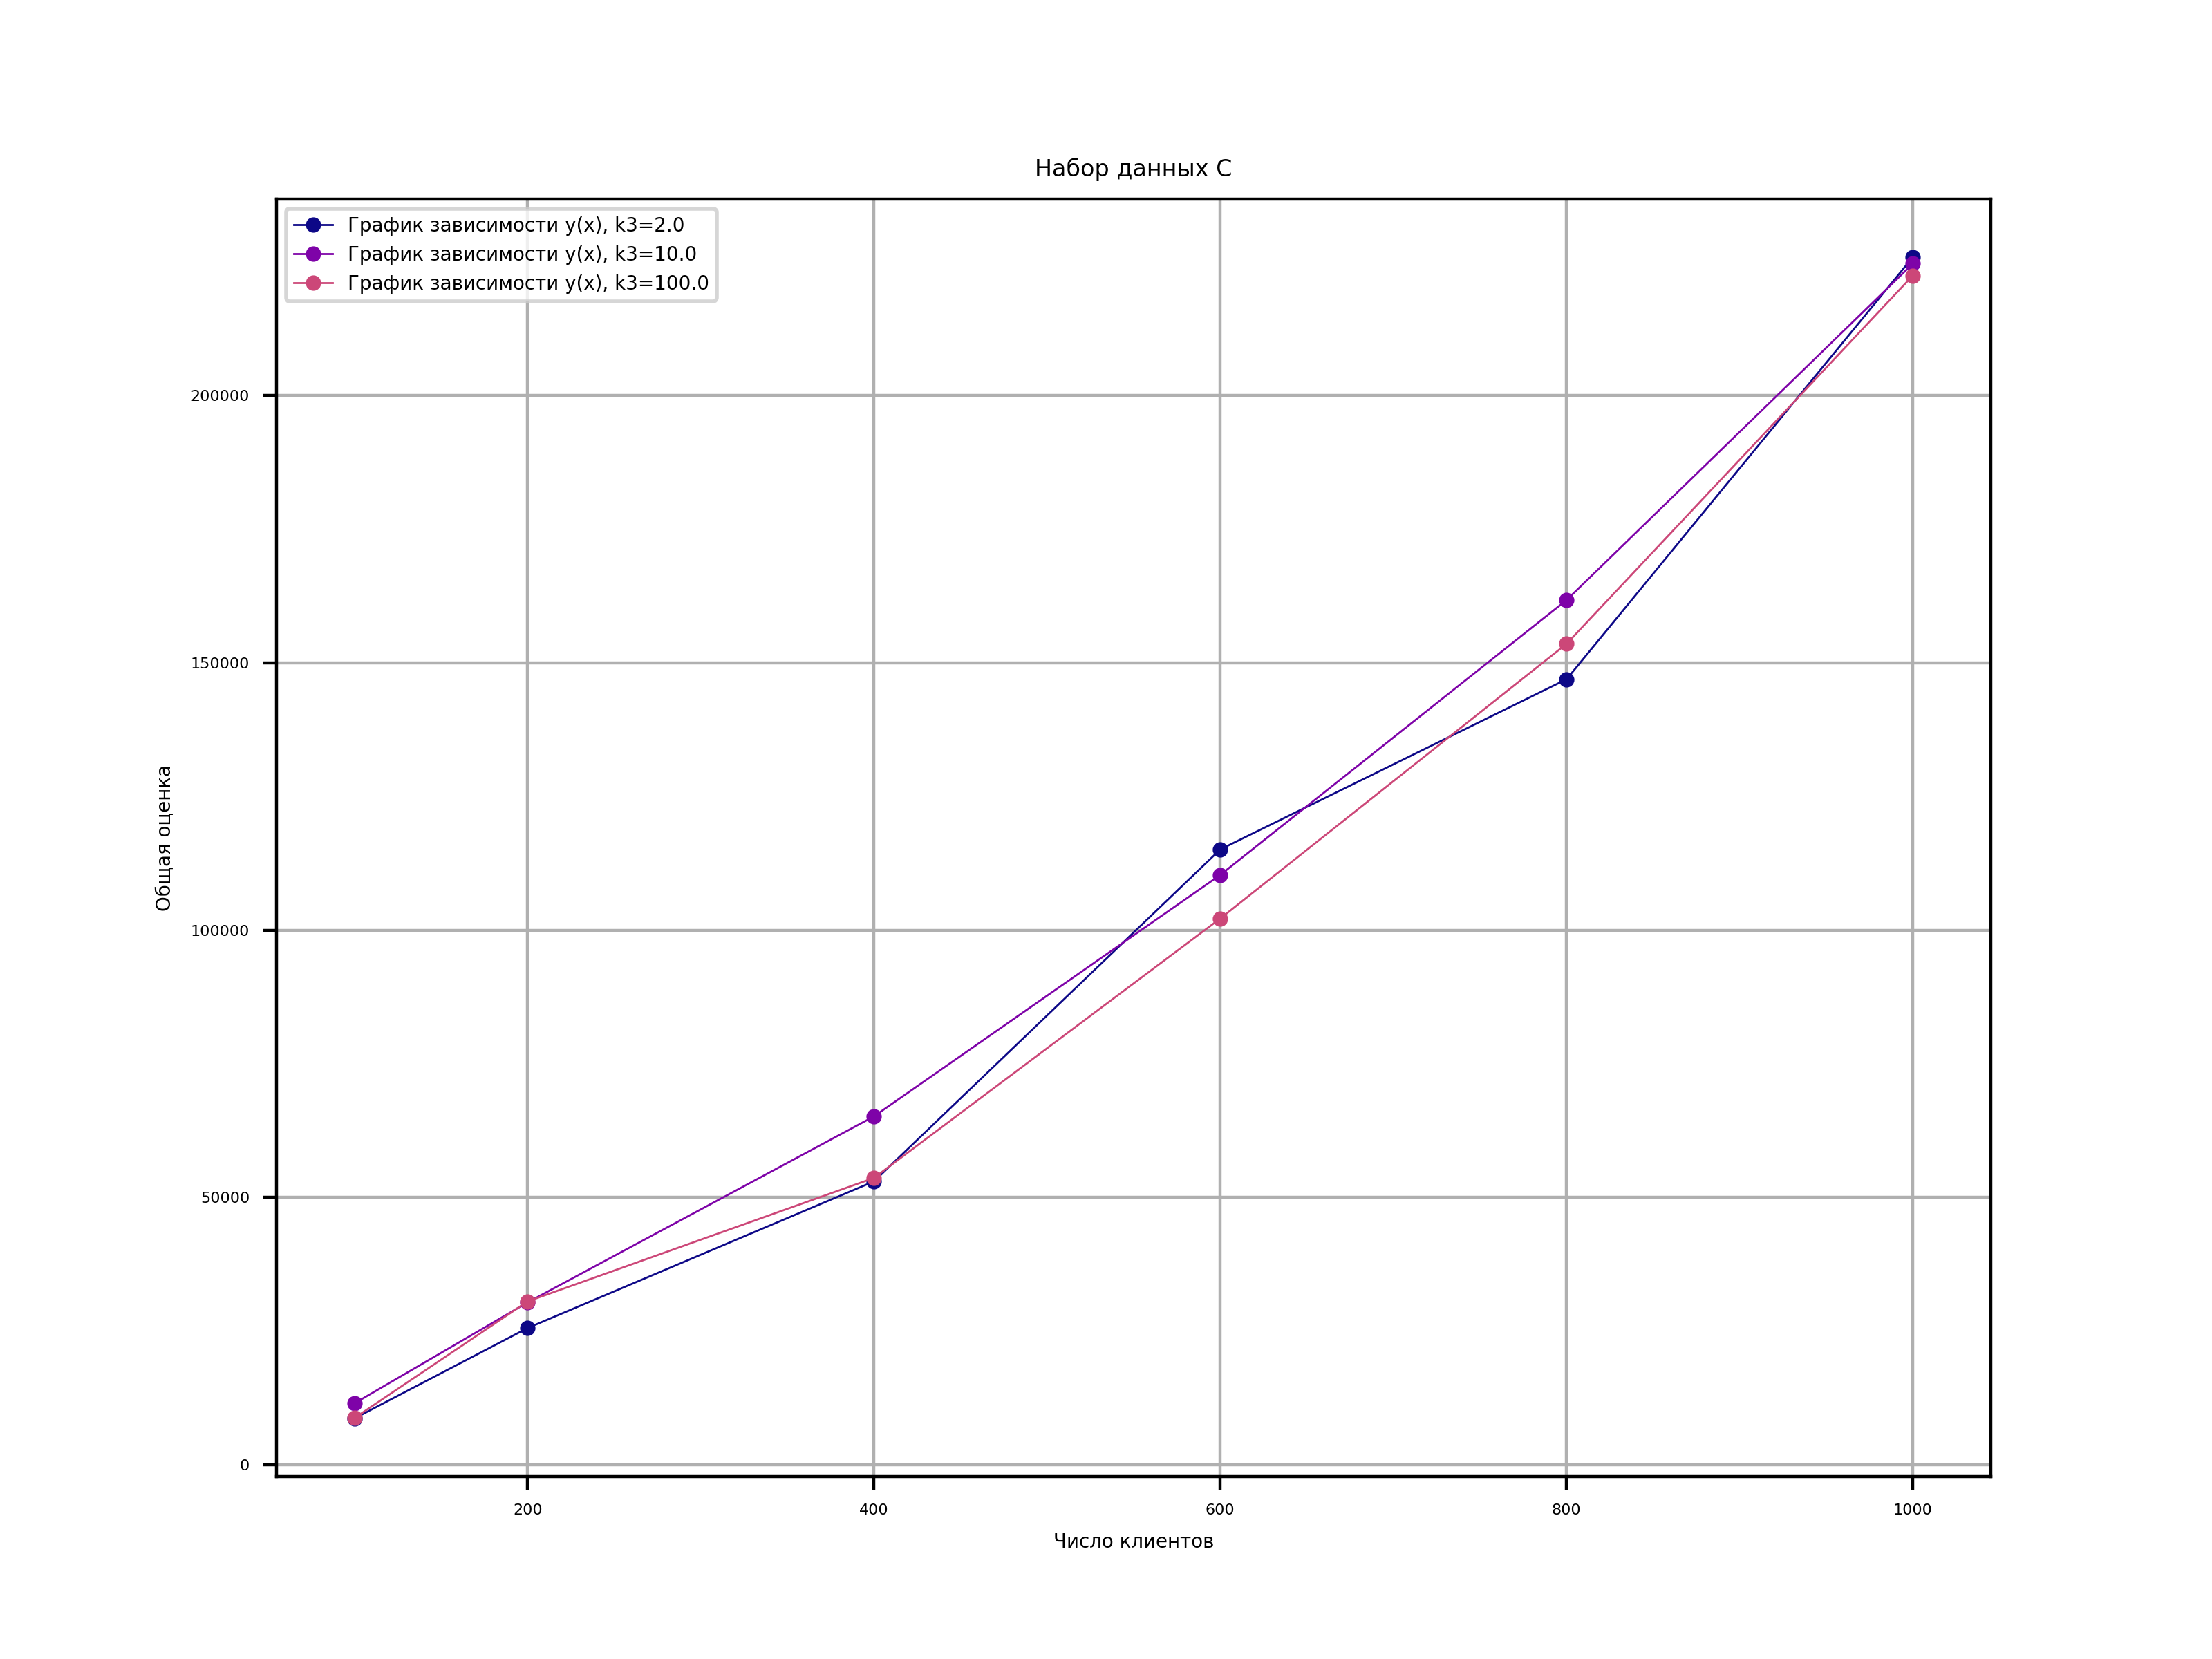 Набор данных C
График зависимости y(x), k3=2.0
График зависимости y(x), k3=10.0
График зависимости y(x), k3=100.0
200000
150000
100000
50000
0
Общая оценка
200 400 600 800 1000
Число клиентов